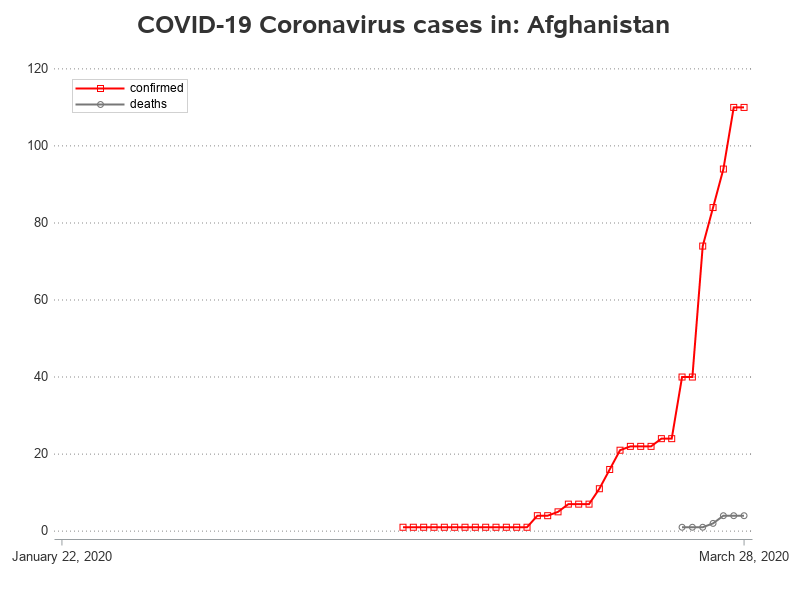 COVID-19 Coronavirus cases in: Afghanistan
120
confirmed
deaths
100
80
60
40
20
0
January 22, 2020
March 28, 2020